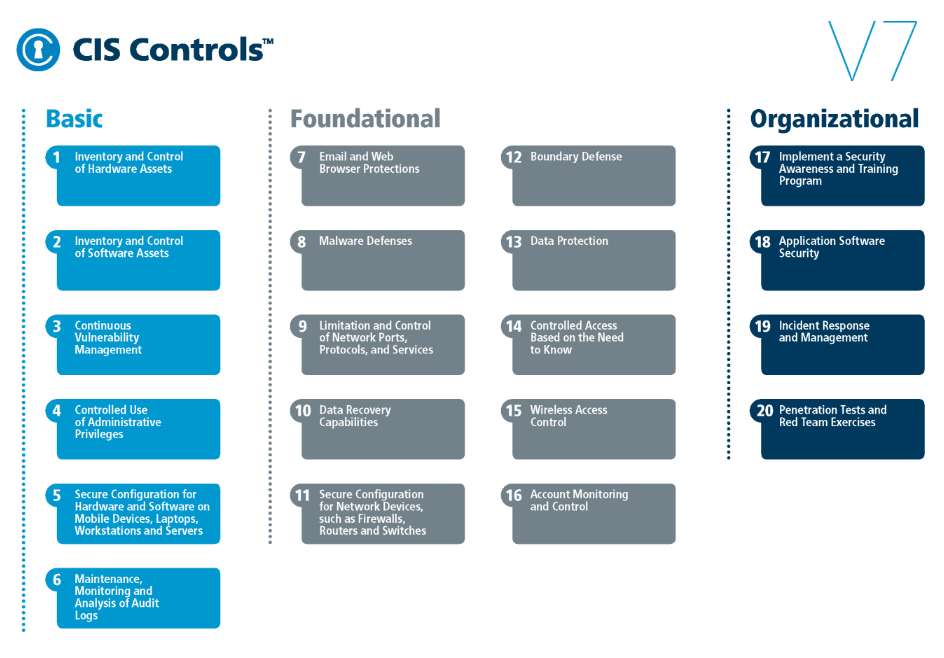 CIS Controls™
V7
Basic
1 Inventory and Control
of Hardware Assets
2 Inventory and Control
of Software Assets
3 Continuous
Vulnerability
Management
4 Controlled Use
of Administrative
Privileges
5 Secure Configuration for
Hardware and Software on
Mobile Devices, Laptops,
Workstations and Servers
6 Maintenance,
Monitoring and
Analysis of Audit
Logs
Foundational
7 Email and Web
Browser Protections
8 Malware Defenses
9 Limitation and Control
of Network Ports,
Protocols, and Services
10 Data Recovery
Capabilities
11 Secure Configuration
for Network Devices,
such as Firewalls,
Routers and Switches
12 Boundary Defense
13 Data Protection
14 Controlled Access
Based on the Need
to Know
15 Wireless Access
Control
16 Account Monitoring
and Control
Organizational
17 Implement a Security
Awareness and Training
Program
18 Application Software
Security
19 Incident Response
and Management
20 Penetration Tests and
Red Team Exercises